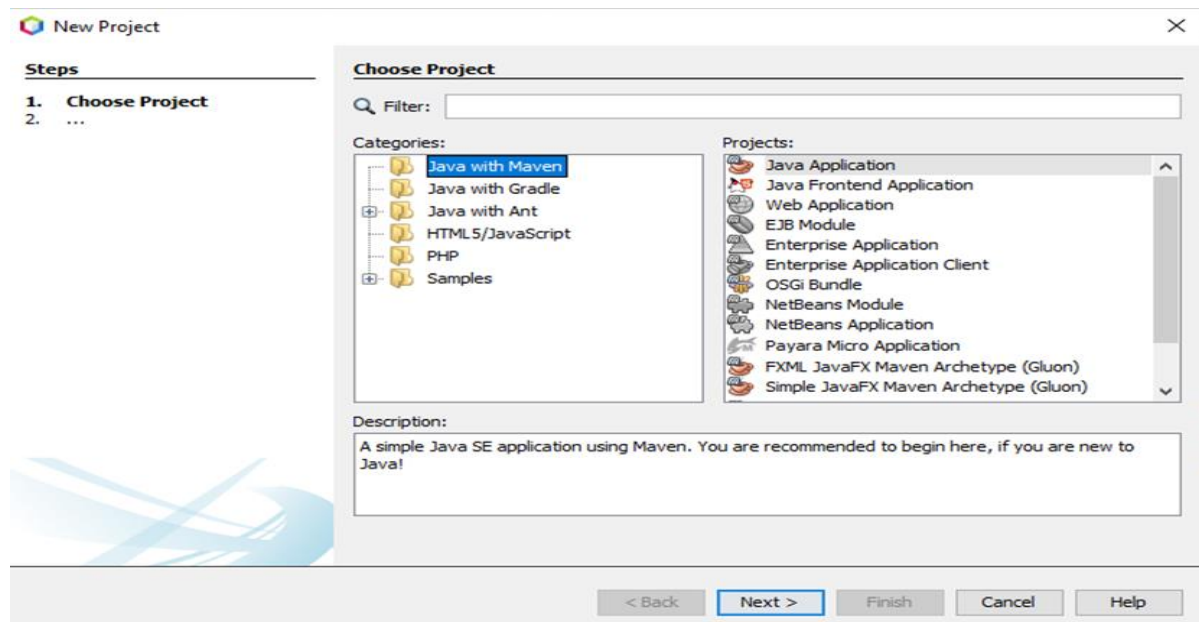 New Project
Steps
1. Choose Project
2. ...
Choose Project
Filter:
Categories:
Java with Maven
Java with Gradle
Java with Ant
HTML5/JavaScript
PHP
Samples
Projects:
Java Application
Java Frontend Application
Web Application
EJB Module
Enterprise Application
Enterprise Application Client
OSGi Bundle
NetBeans Module
NetBeans Application
Payara Micro Application
FXML JavaFX Maven Archetype (Gluon)
Simple JavaFX Maven Archetype (Gluon)
Description:
A simple Java SE application using Maven. You are recommended to begin here, if you are new to
Java!
< Back
Next >
Finish
Cancel
Help